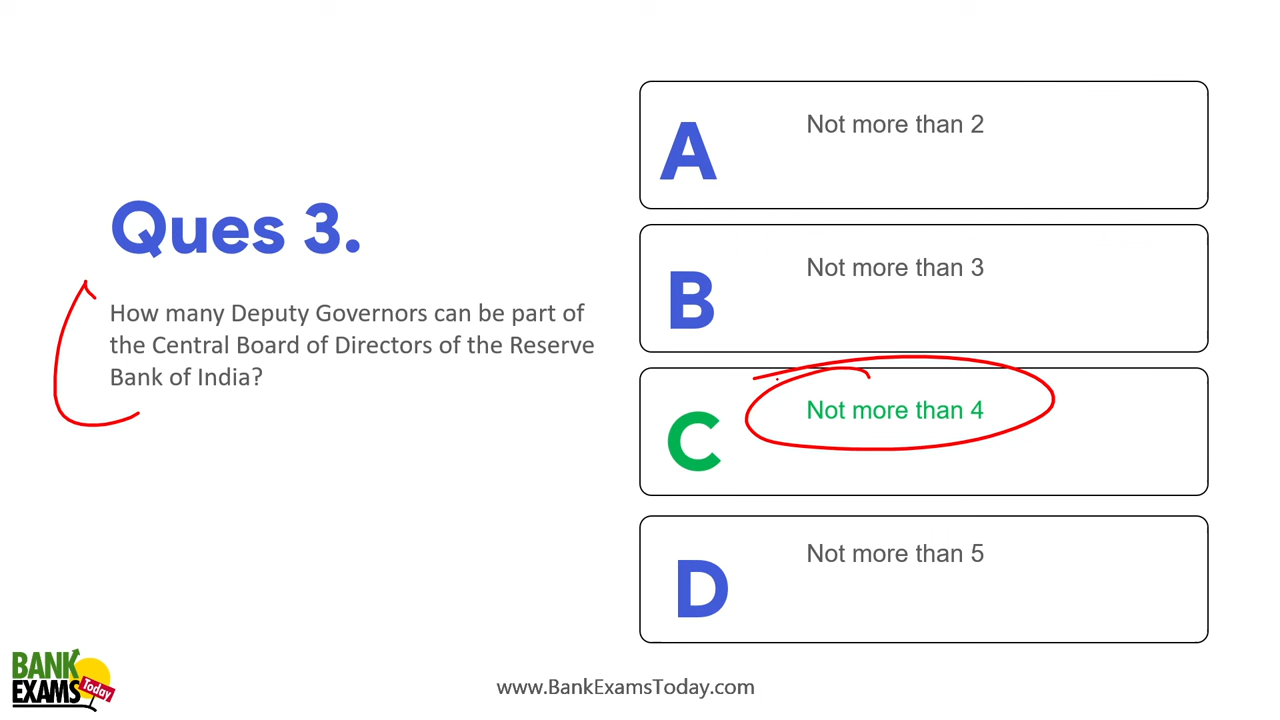 Ques 3.
How many Deputy Governors can be part of
the Central Board of Directors of the Reserve
Bank of India?
A
Not more than 2
B
Not more than 3
C
Not more than 4
D
Not more than 5
BANK
EXAMS
Today
www.BankExamsToday.com